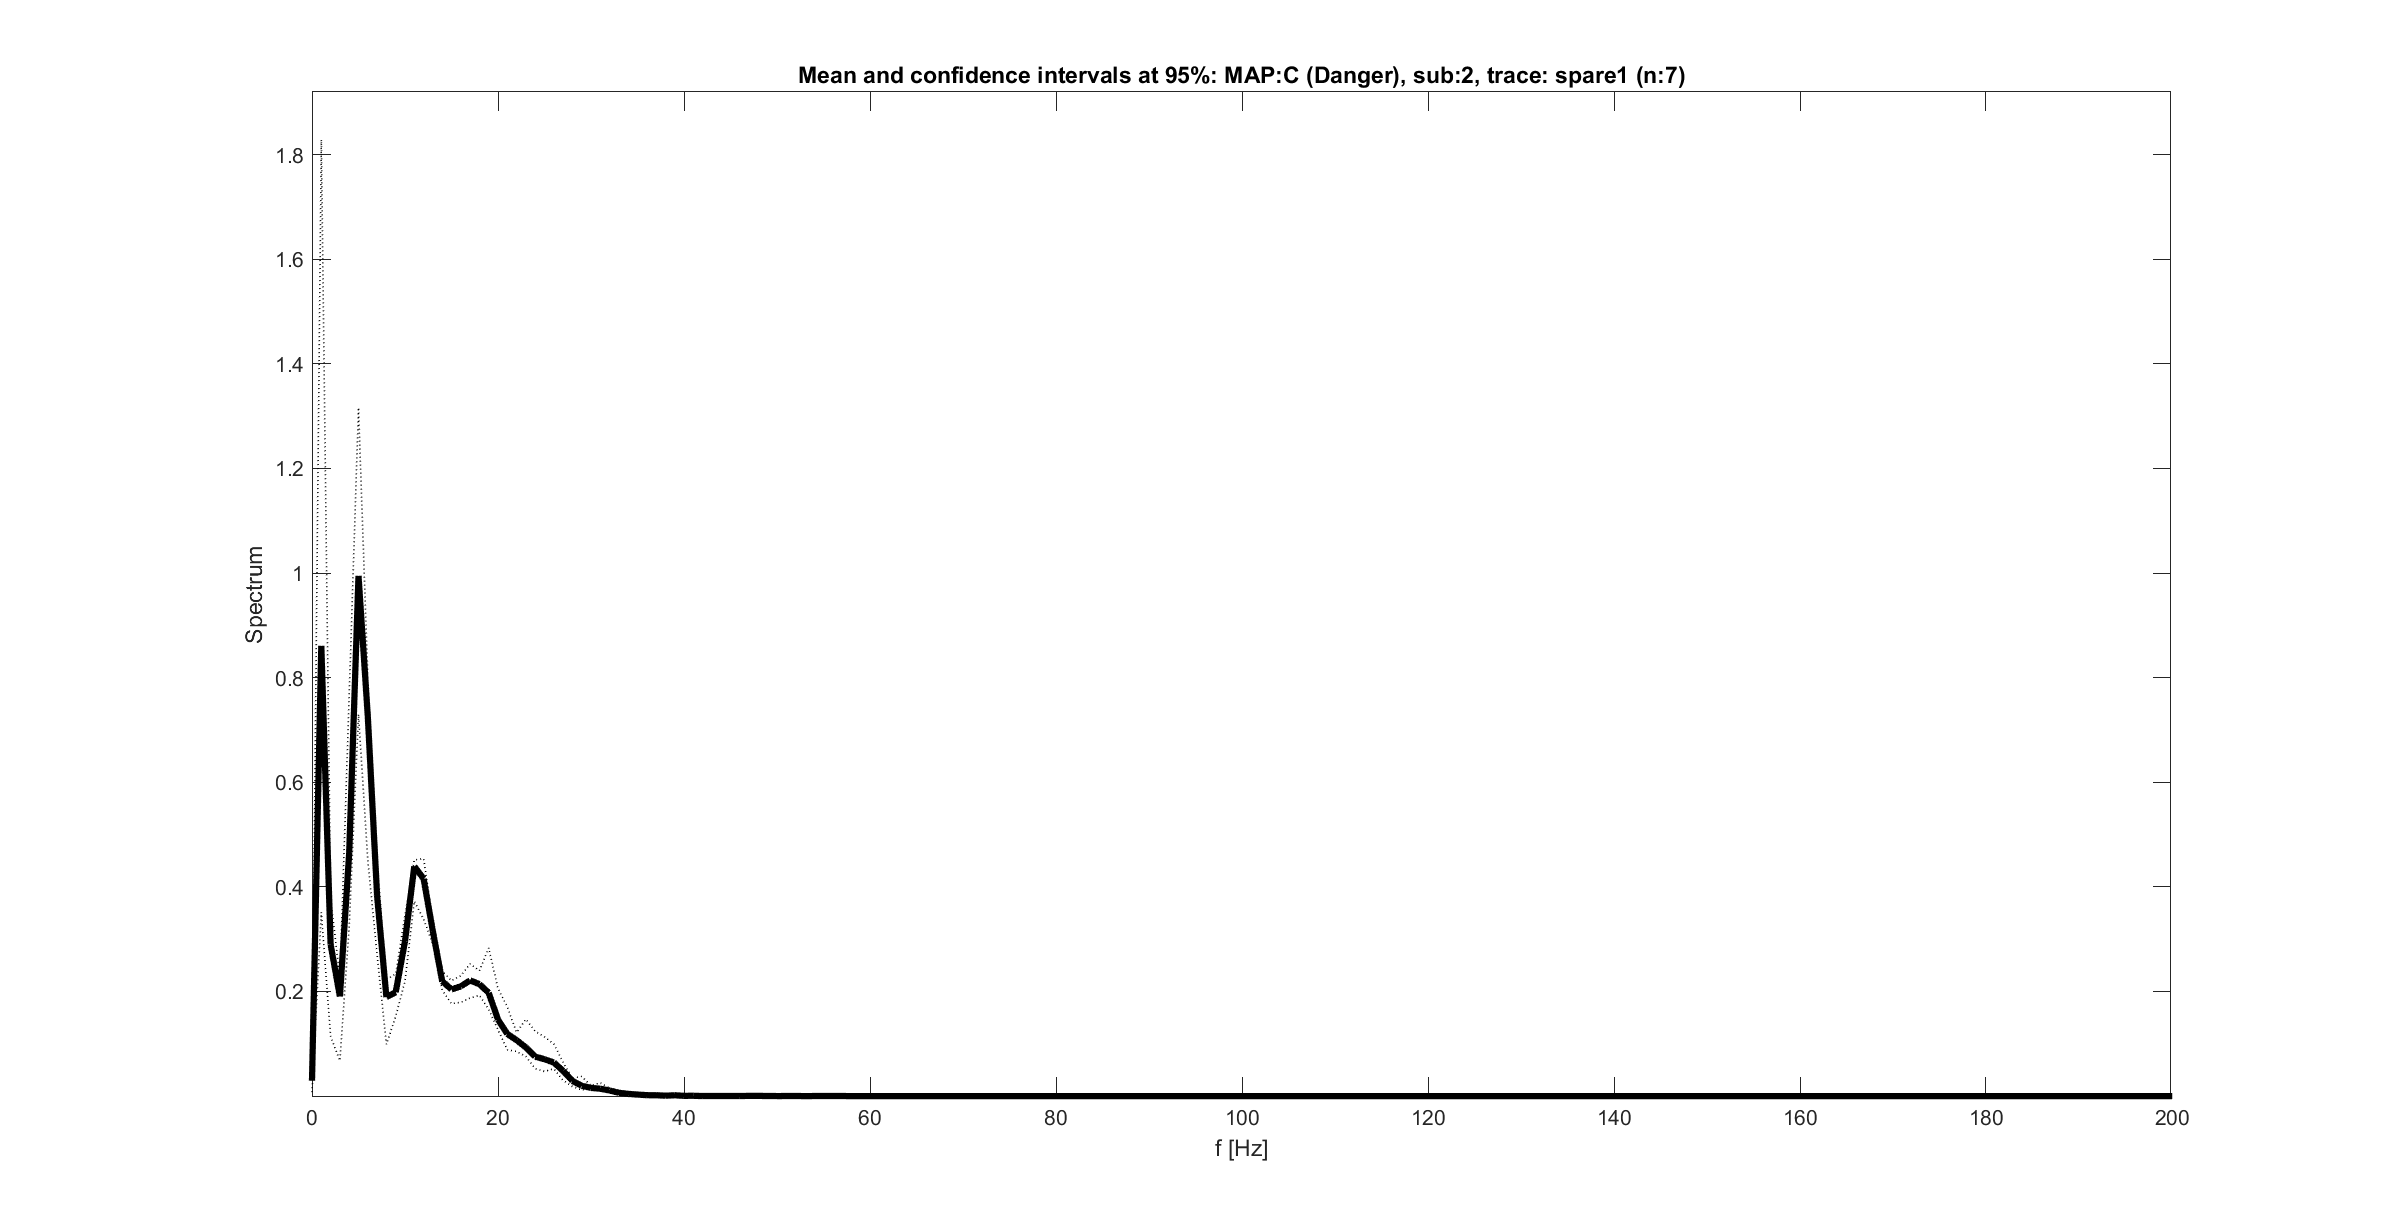 Mean and confidence intervals at 95%: MAP:C (Danger), sub:2, trace: spare1 (n:7)
1.8
1.6
1.4
1.2
1
0.8
0.6
0.4
0.2
Spectrum
0 20 40 60 80 100 120 140 160 180 200
f [Hz]